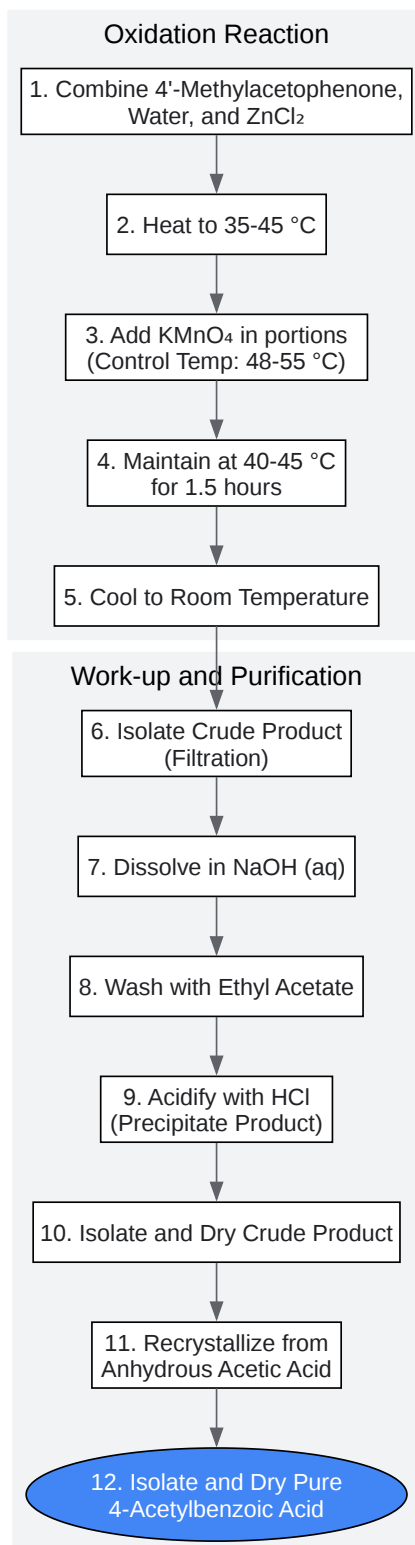 Oxidation Reaction
1. Combine 4'-Methylacetophenone,
Water, and ZnCl₂
2. Heat to 35-45 °C
3. Add KMnO₄ in portions
(Control Temp: 48-55 °C)
4. Maintain at 40-45 °C
for 1.5 hours
5. Cool to Room Temperature
Work-up and Purification
6. Isolate Crude Product
(Filtration)
7. Dissolve in NaOH (aq)
8. Wash with Ethyl Acetate
9. Acidify with HCl
(Precipitate Product)
10. Isolate and Dry Crude Product
11. Recrystallize from
Anhydrous Acetic Acid
12. Isolate and Dry Pure
4-Acetylbenzoic Acid